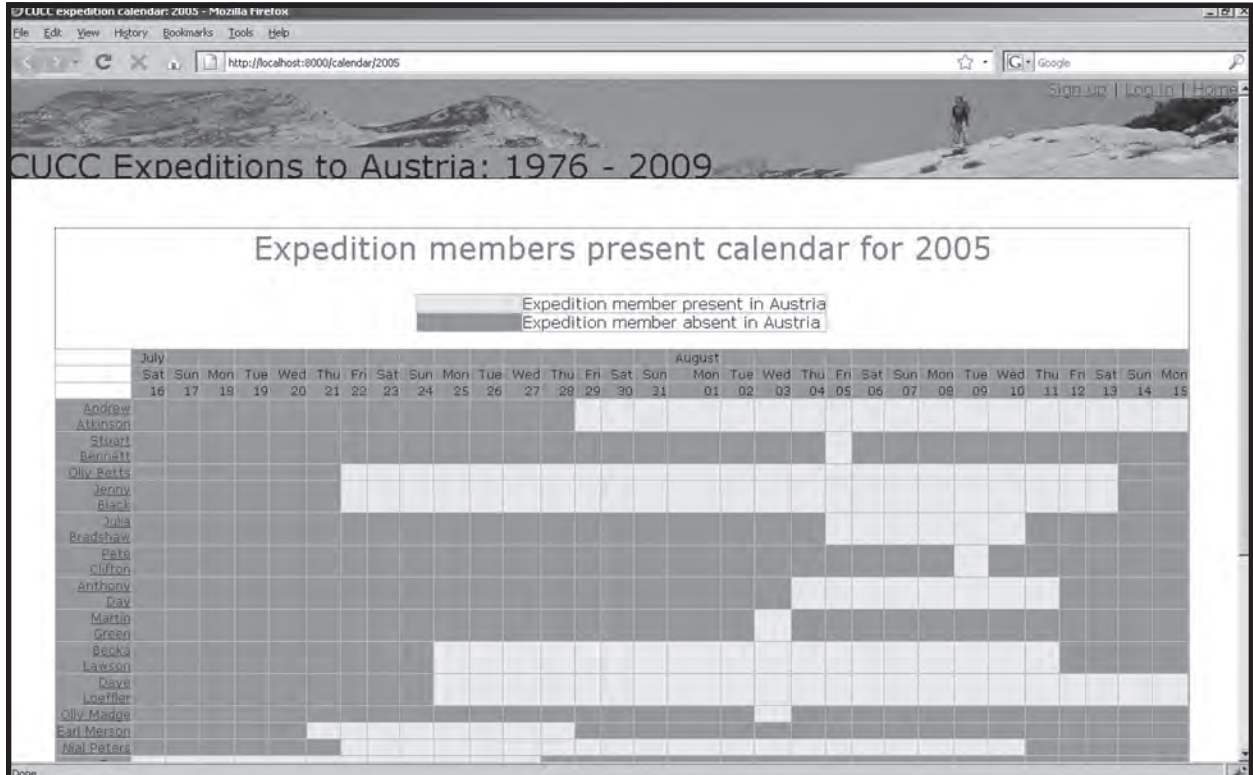 CUCC expedition calendar: 2005 - Mozilla Firefox
File Edit View History Bookmarks Tools Help
http://localhost:8000/calendar/2005
G Google
Sign up | Log in | Home
CUCC Expeditions to Austria: 1976 - 2009
Expedition members present calendar for 2005
Expedition member present in Austria
Expedition member absent in Austria
July August
Sat Sun Mon Tue Wed Thu Fri Sat Sun Mon Tue Wed Thu Fri Sat Sun Mon Tue Wed Thu Fri Sat Sun Mon Tue Wed Thu Fri Sat Sun Mon
16 17 18 19 20 21 22 23 24 25 26 27 28 29 30 31 01 02 03 04 05 06 07 08 09 10 11 12 13 14 15
Andrew
Atkinson
Stuart
Bennett
Olly Betts
Jenny
Black
Julia
Bradshaw
Pete
Clifton
Anthony
Day
Martin
Green
Becka
Lawson
Dave
Loeffler
Olly Madge
Earl Merson
Nial Peters
Done